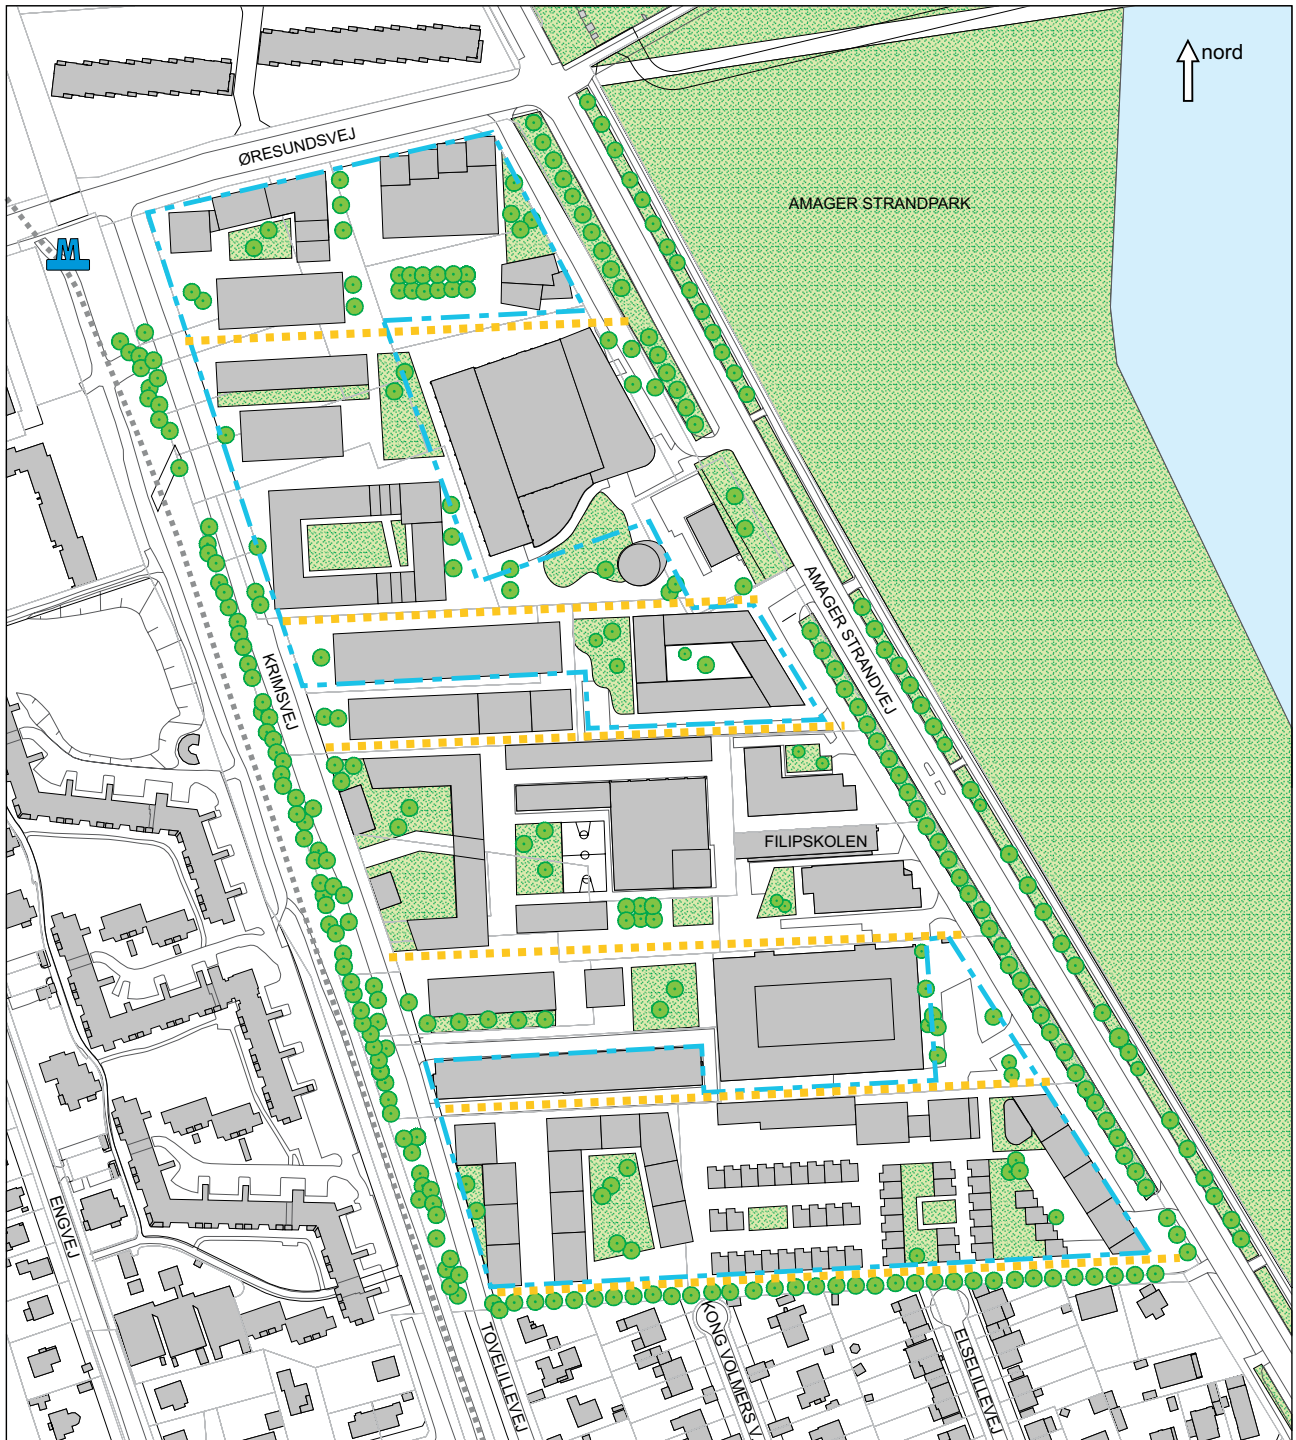 nord
ØRESUNDSVEJ
AMAGER STRANDPARK
M
AMAGER STRANDVEJ
KRIMSVEJ
FILIPSKOLEN
ENGVEJ
TOVELILLEVEJ
KONG VOLMERS V
ELSELILLEVEJ